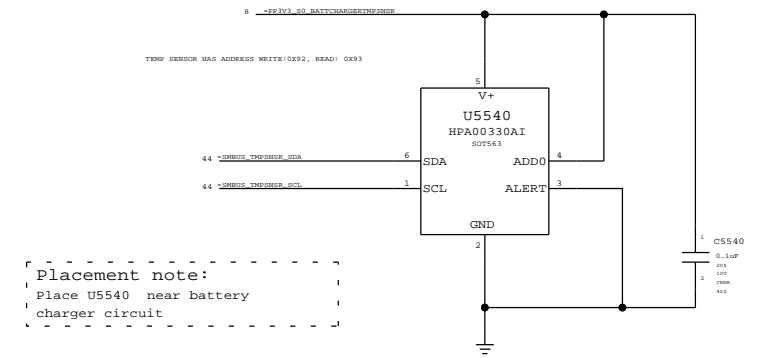 8 =PP3V3_S0_BATTCHARGERTMPSNSR
TEMP SENSOR HAS ADDRESS WRITE:0X92, READ: 0X93
5
V+
U5540
HPA00330AI
SOT563
44 =SMBUS_TMPSNSR_SDA 6 SDA ADD0 4
44 =SMBUS_TMPSNSR_SCL 1 SCL ALERT 3
GND
2
1
C5540
0.1uF
20%
10V
2
CERM
402
Placement note:
Place U5540 near battery
charger circuit